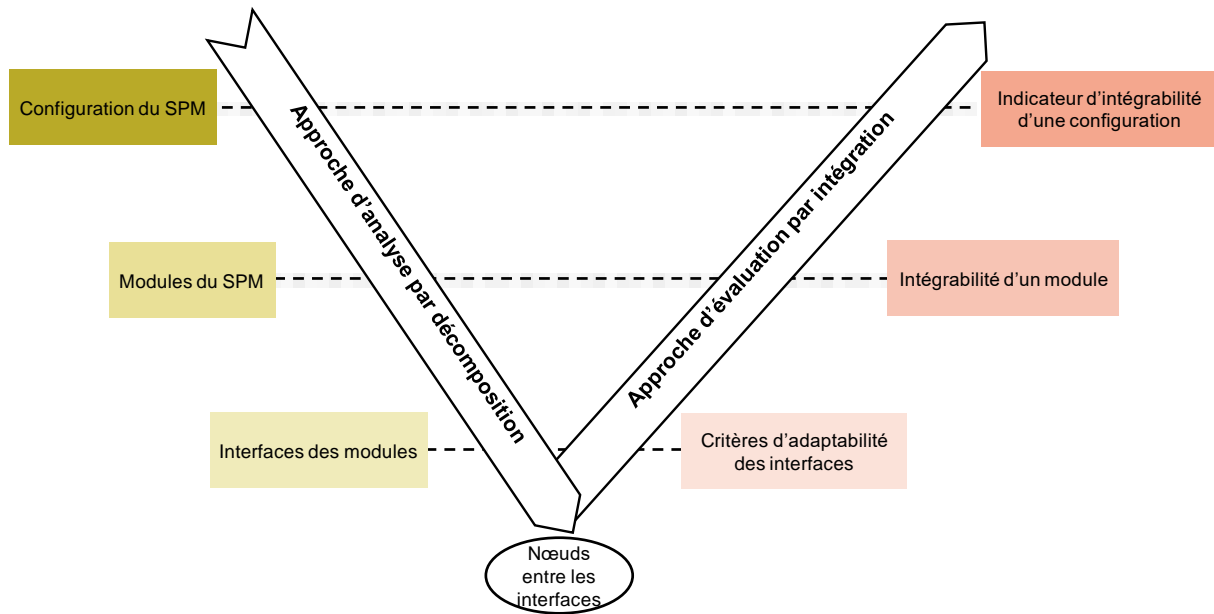 Configuration du SPM
Approche d'analyse par décomposition
Approche d'évaluation par intégration
Indicateur d'intégrabilité
d'une configuration
Modules du SPM
Intégrabilité d'un module
Interfaces des modules
Critères d'adaptabilité
des interfaces
Nœuds
entre les
interfaces